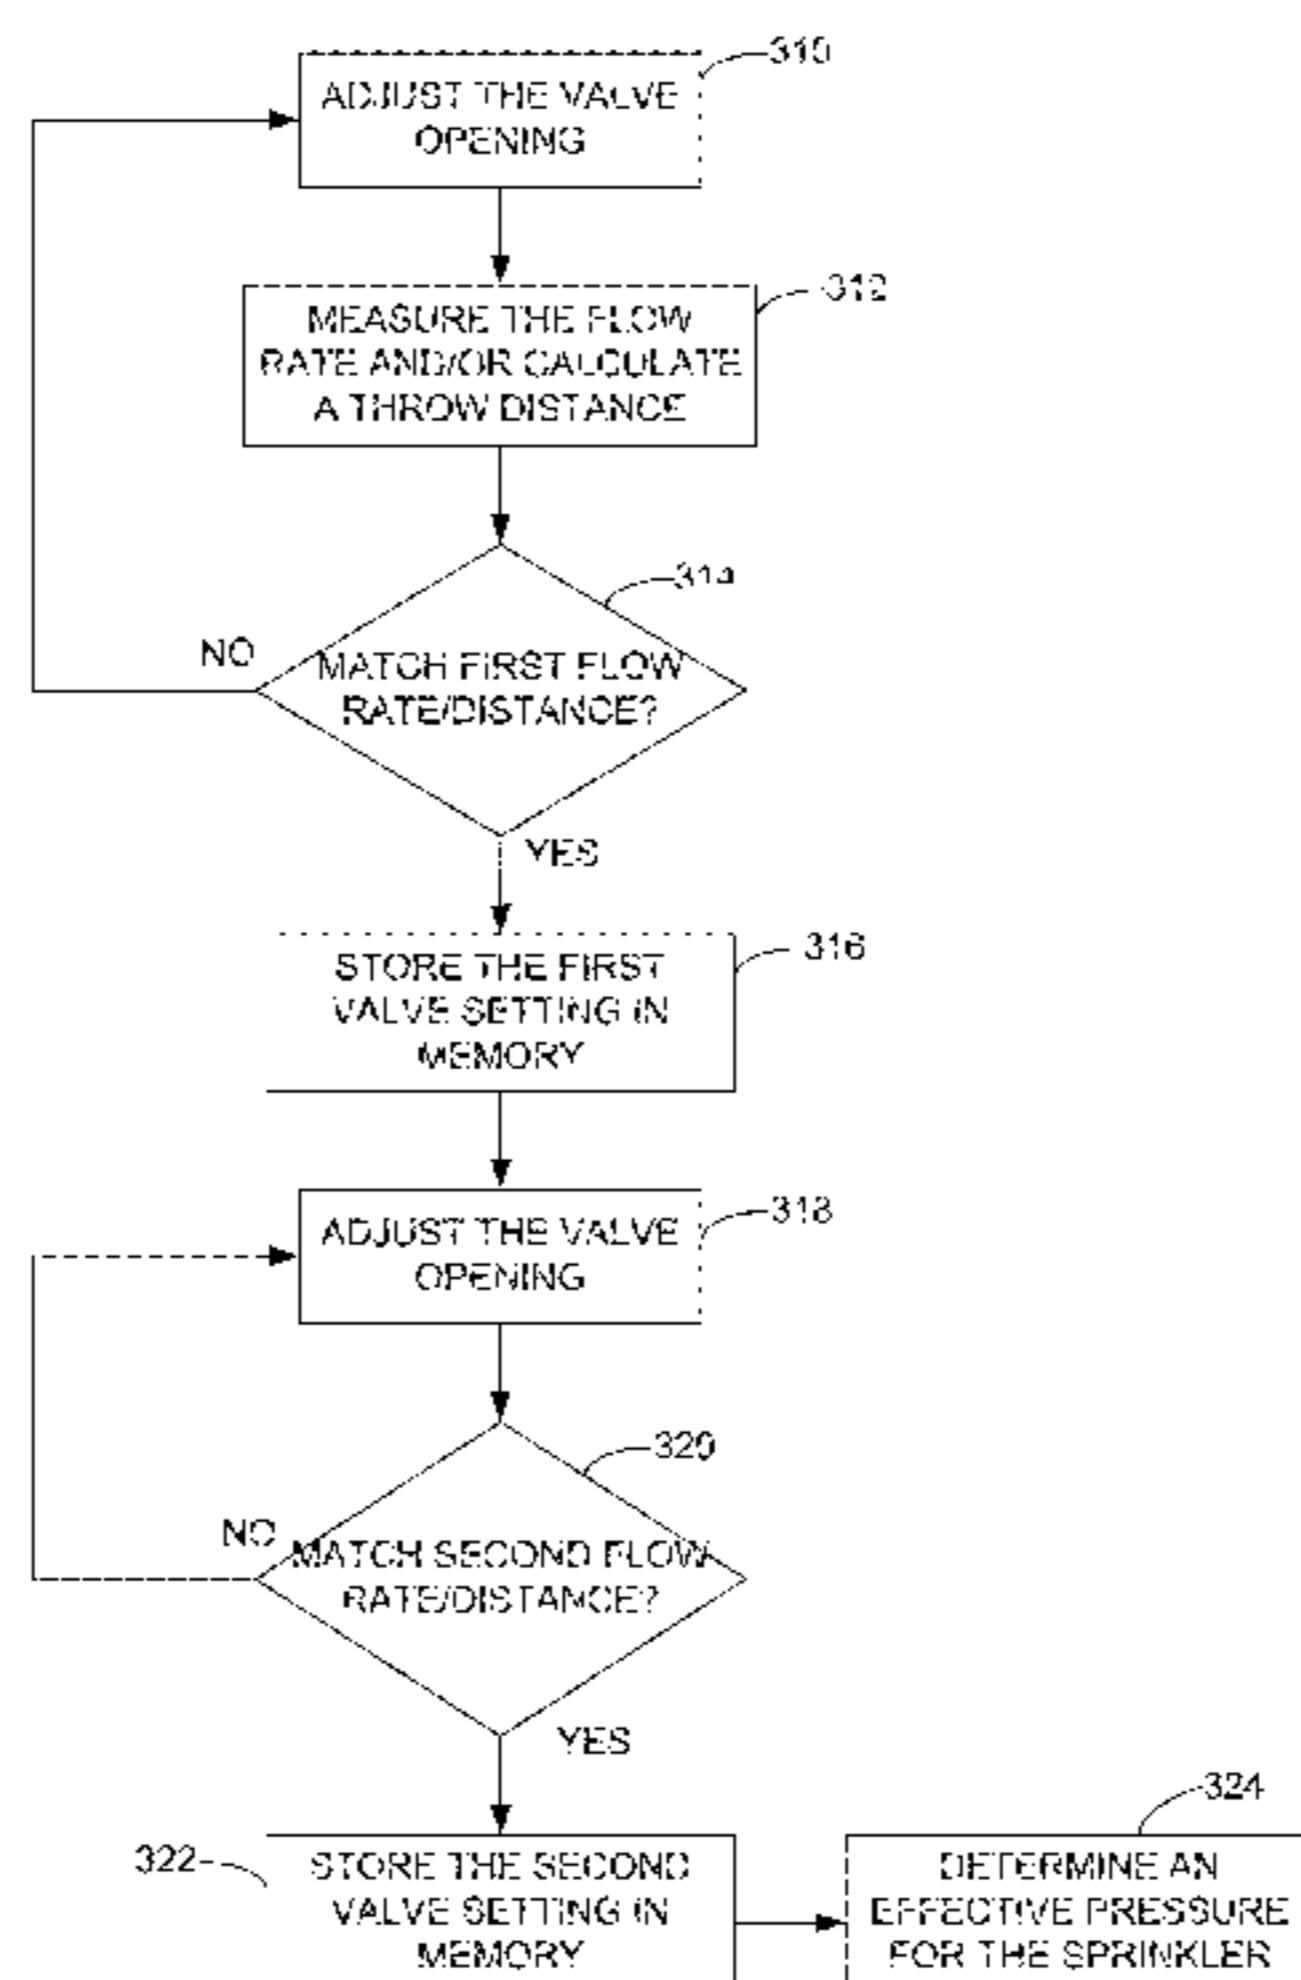 310
ADJUST THE VALVE
OPENING
312
MEASURE THE FLOW
RATE AND/OR CALCULATE
A THROW DISTANCE
314
NO
MATCH FIRST FLOW
RATE/DISTANCE?
YES
316
STORE THE FIRST
VALVE SETTING IN
MEMORY
318
ADJUST THE VALVE
OPENING
320
NO
MATCH SECOND FLOW
RATE/DISTANCE?
YES
322
STORE THE SECOND
VALVE SETTING IN
MEMORY
324
DETERMINE AN
EFFECTIVE PRESSURE
FOR THE SPRINKLER